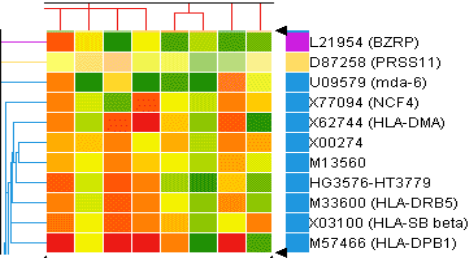 L21954 (BZRP)
D87258 (PRSS11)
U09579 (mda-6)
X77094 (NCF4)
X62744 (HLA-DMA)
X00274
M13560
HG3576-HT3779
M33600 (HLA-DRB5)
X03100 (HLA-SB beta)
M57466 (HLA-DPB1)